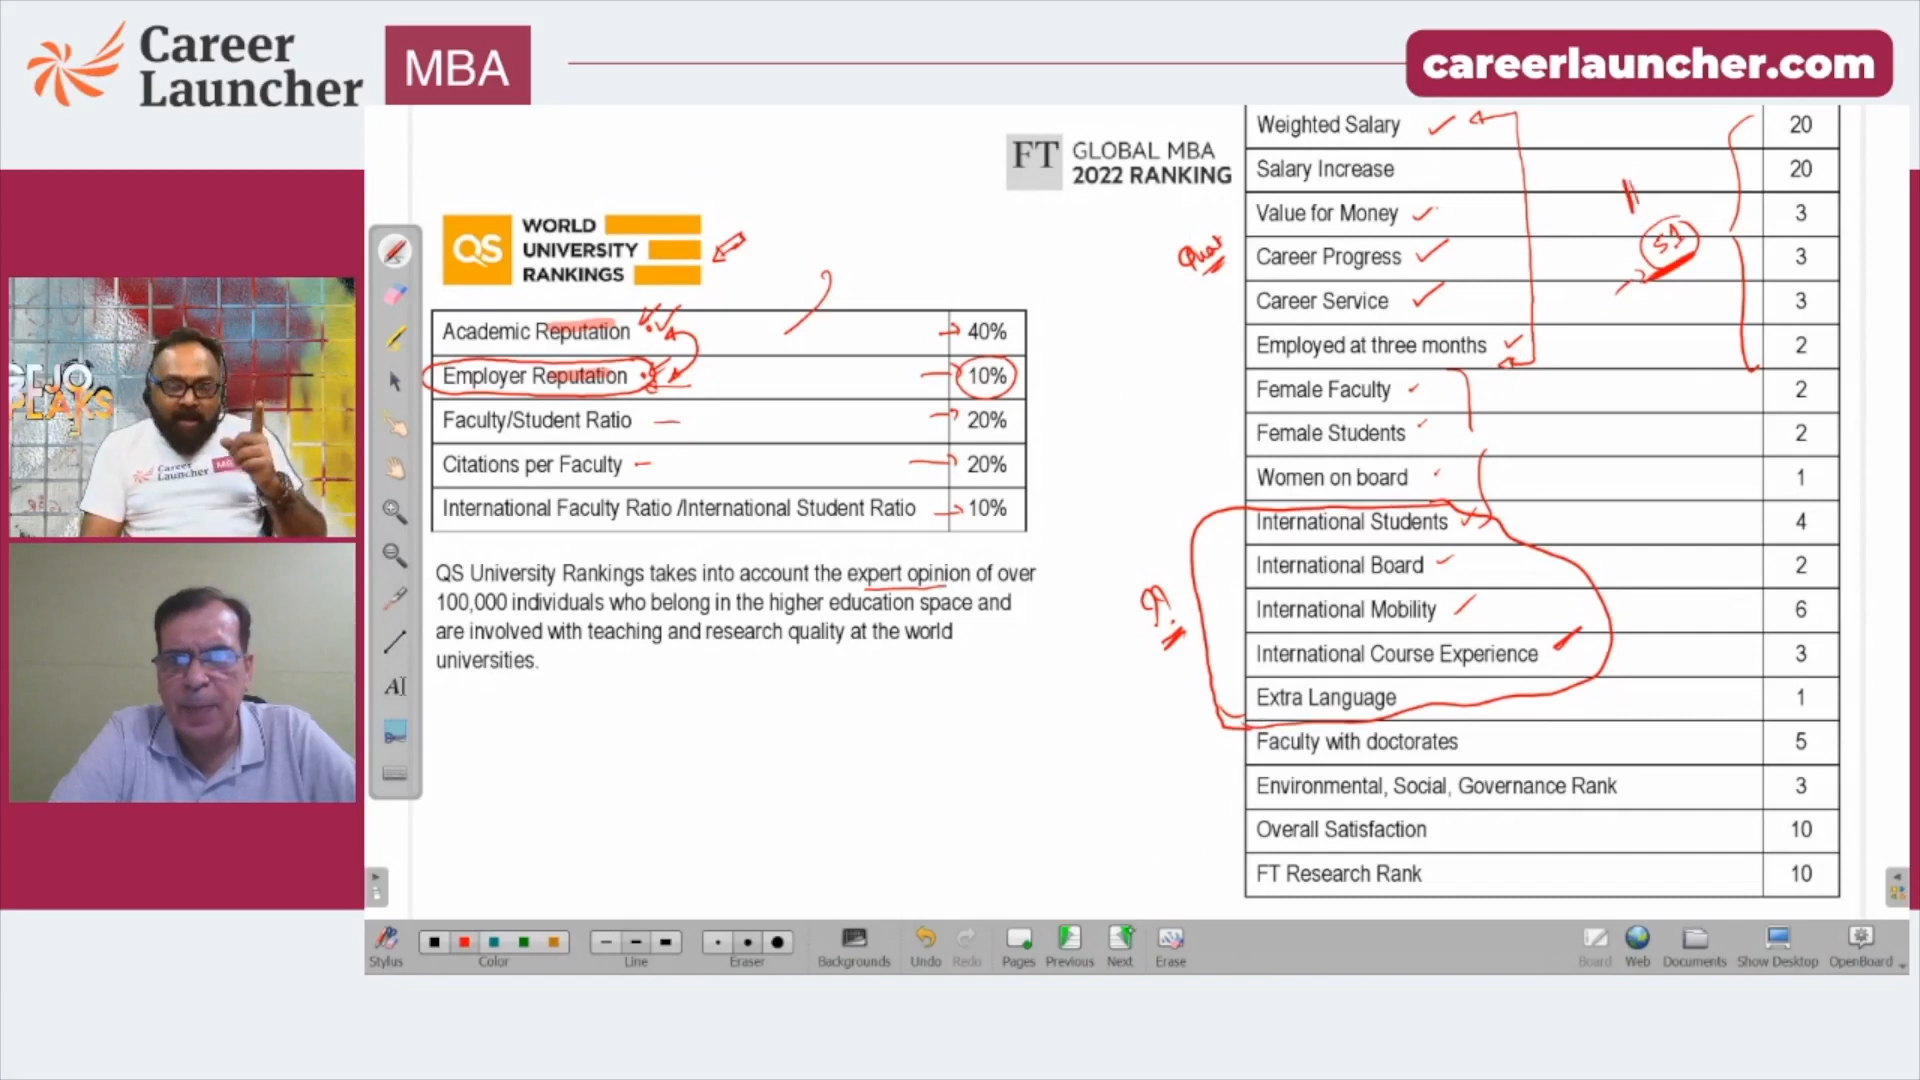 Career
Launcher
MBA
careerlauncher.com
FT
GLOBAL MBA
2022 RANKING
QS
WORLD
UNIVERSITY
RANKINGS
Academic Reputation 40%
Employer Reputation 10%
Faculty/Student Ratio 20%
Citations per Faculty 20%
International Faculty Ratio /International Student Ratio 10%
QS University Rankings takes into account the expert opinion of over
100,000 individuals who belong in the higher education space and
are involved with teaching and research quality at the world
universities.
Weighted Salary 20
Salary Increase 20
Value for Money 3
Career Progress 3
Career Service 3
Employed at three months 2
Female Faculty 2
Female Students 2
Women on board 1
International Students 4
International Board 2
International Mobility 6
International Course Experience 3
Extra Language 1
Faculty with doctorates 5
Environmental, Social, Governance Rank 3
Overall Satisfaction 10
FT Research Rank 10
51
Career
Launcher
Stylus
Color
Line
Eraser
Backgrounds
Undo
Redo
Pages
Previous
Next
Erase
Board
Web
Documents
Show Desktop
OpenBoard